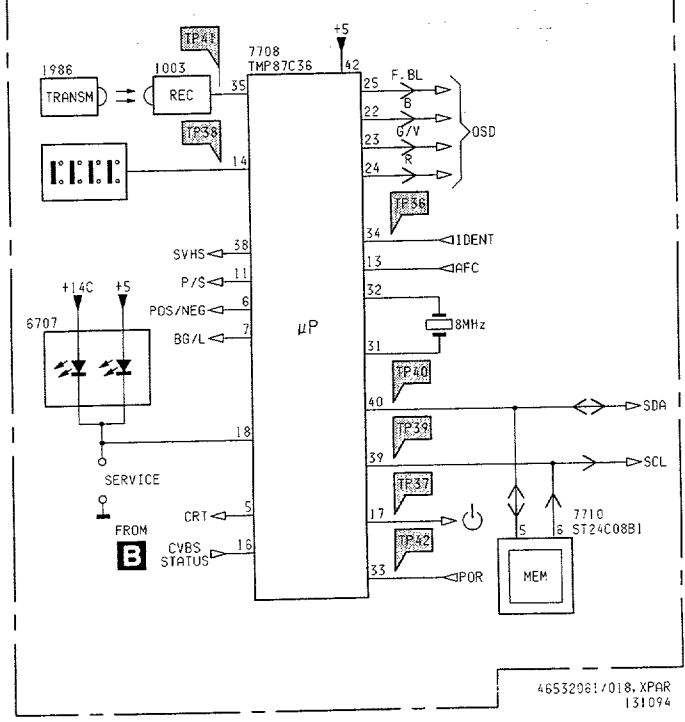 +5
TP41
7708
TMP87C36
42
1986
1003
TRANSM
REC
35
25
F.BL
22
B
23
G/V
24
R
OSD
TP38
14
TP36
34
IDENT
13
AFC
SVHS
38
P/S
11
POS/NEG
6
BG/L
7
+14C
+5
6707
32
31
8MHz
µP
TP40
40
SDA
TP39
39
SCL
18
SERVICE
TP37
17
CRT
5
FROM
B
CVBS
STATUS
16
TP42
33
POR
7710
ST24C08B1
5
6
MEM
46532061/018.XPAR
131094